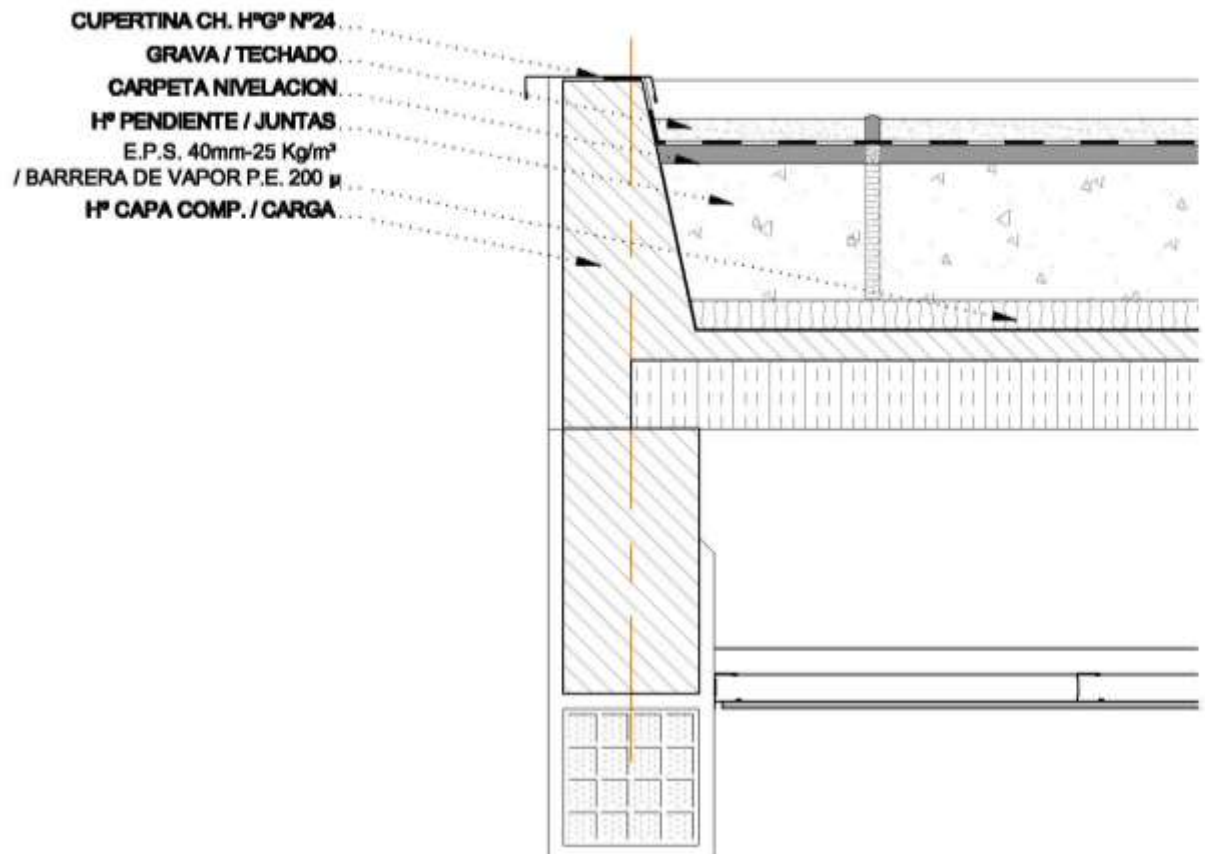 CUPERTINA CH. HºGº Nº24
GRAVA / TECHADO
CARPETA NIVELACION
Hº PENDIENTE / JUNTAS
E.P.S. 40mm-25 Kg/m³
/ BARRERA DE VAPOR P.E. 200 µ
Hº CAPA COMP. / CARGA